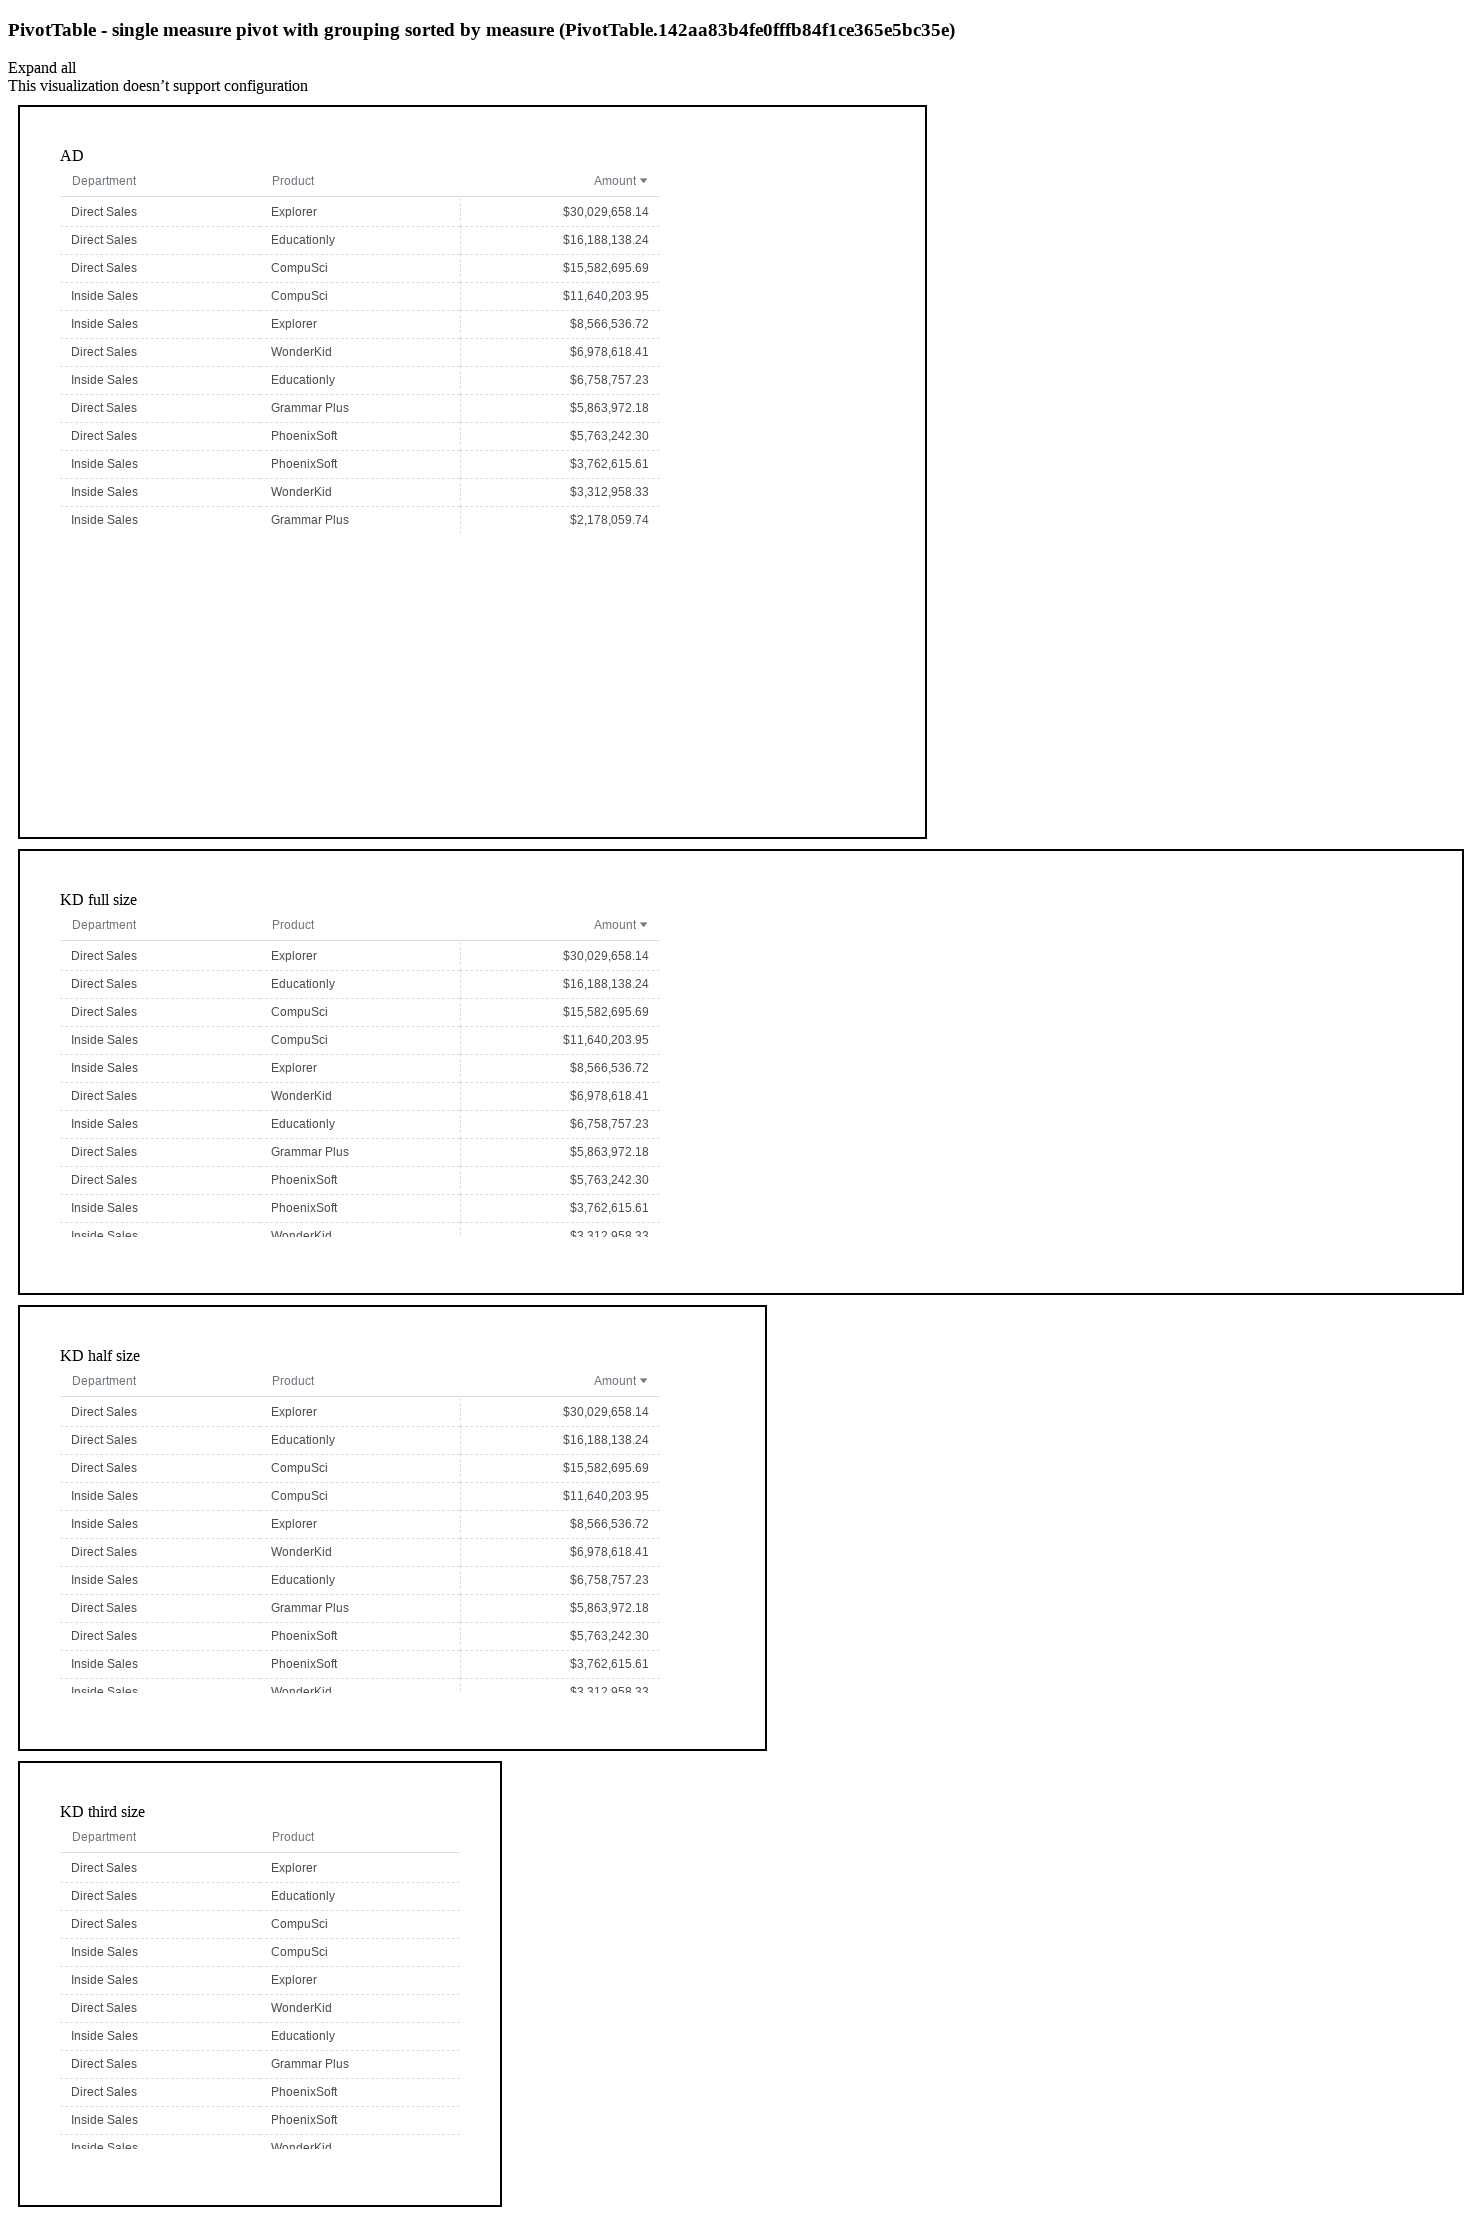 PivotTable - single measure pivot with grouping sorted by measure (PivotTable.142aa83b4fe0fffb84f1ce365e5bc35e)
Expand all
This visualization doesn’t support configuration
AD
Department Product Amount
Direct Sales Explorer $30,029,658.14
Direct Sales Educationly $16,188,138.24
Direct Sales CompuSci $15,582,695.69
Inside Sales CompuSci $11,640,203.95
Inside Sales Explorer $8,566,536.72
Direct Sales WonderKid $6,978,618.41
Inside Sales Educationly $6,758,757.23
Direct Sales Grammar Plus $5,863,972.18
Direct Sales PhoenixSoft $5,763,242.30
Inside Sales PhoenixSoft $3,762,615.61
Inside Sales WonderKid $3,312,958.33
Inside Sales Grammar Plus $2,178,059.74
KD full size
Department Product Amount
Direct Sales Explorer $30,029,658.14
Direct Sales Educationly $16,188,138.24
Direct Sales CompuSci $15,582,695.69
Inside Sales CompuSci $11,640,203.95
Inside Sales Explorer $8,566,536.72
Direct Sales WonderKid $6,978,618.41
Inside Sales Educationly $6,758,757.23
Direct Sales Grammar Plus $5,863,972.18
Direct Sales PhoenixSoft $5,763,242.30
Inside Sales PhoenixSoft $3,762,615.61
Inside Sales WonderKid $3,312,958.33
KD half size
Department Product Amount
Direct Sales Explorer $30,029,658.14
Direct Sales Educationly $16,188,138.24
Direct Sales CompuSci $15,582,695.69
Inside Sales CompuSci $11,640,203.95
Inside Sales Explorer $8,566,536.72
Direct Sales WonderKid $6,978,618.41
Inside Sales Educationly $6,758,757.23
Direct Sales Grammar Plus $5,863,972.18
Direct Sales PhoenixSoft $5,763,242.30
Inside Sales PhoenixSoft $3,762,615.61
Inside Sales WonderKid $3,312,958.33
KD third size
Department Product
Direct Sales Explorer
Direct Sales Educationly
Direct Sales CompuSci
Inside Sales CompuSci
Inside Sales Explorer
Direct Sales WonderKid
Inside Sales Educationly
Direct Sales Grammar Plus
Direct Sales PhoenixSoft
Inside Sales PhoenixSoft
Inside Sales WonderKid